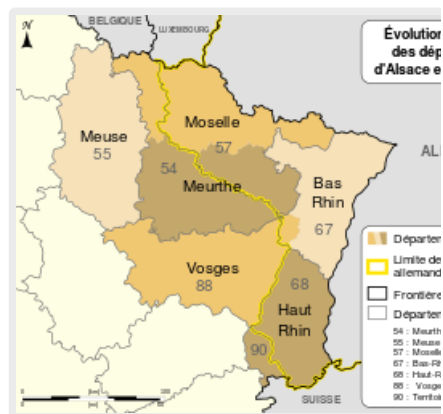 BELGIQUE
LUXEMBOURG
N
Évolution
des dép
d'Alsace e
Moselle
57
Meuse
55
54
Meurthe
Bas
Rhin
67
Vosges
88
68
Haut
Rhin
90
SUISSE
AL
Départem
Limite de
allemand
Frontière
Départem
54 : Meurth
55 : Meuse
57 : Moselle
67 : Bas-Rh
68 : Haut-R
88 : Vosge
90 : Territoi